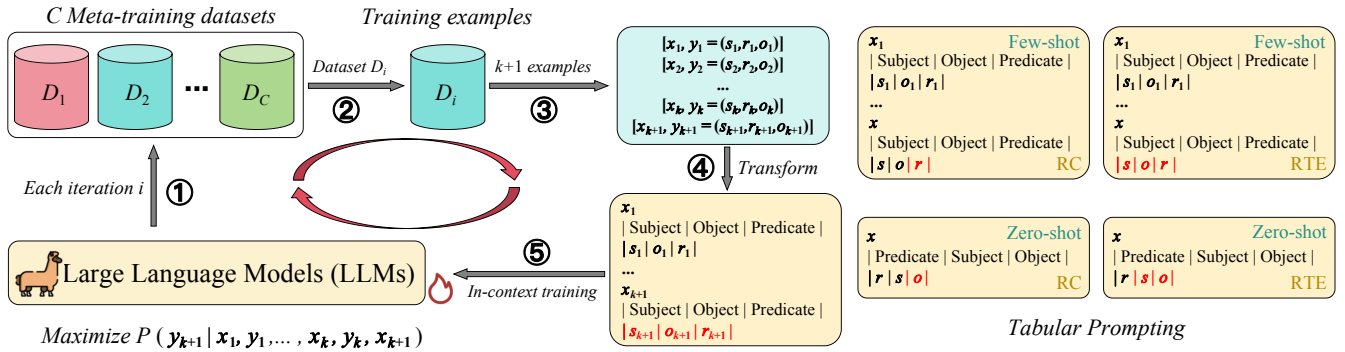 C Meta-training datasets
D1
D2
...
DC
Each iteration i
①
Dataset Di
②
Training examples
Di
k+1 examples
③
[x1, y1 = (s1,r1,o1)]
[x2, y2 = (s2,r2,o2)]
...
[xk, yk = (sk,rk,ok)]
[xk+1, yk+1 = (sk+1,rk+1,ok+1)]
④
Transform
x1
| Subject | Object | Predicate |
| s1 | o1 | r1 |
...
xk+1
| Subject | Object | Predicate |
| sk+1 | ok+1 | rk+1 |
⑤
In-context training
Large Language Models (LLMs)
Maximize P ( yk+1 | x1, y1,..., xk, yk, xk+1)
Few-shot
x1
| Subject | Object | Predicate |
| s1 | o1 | r1 |
...
x
| Subject | Object | Predicate |
| s | o | r |
RC
Few-shot
x1
| Subject | Object | Predicate |
| s1 | o1 | r1 |
...
x
| Subject | Object | Predicate |
| s | o | r |
RTE
Zero-shot
x
| Predicate | Subject | Object |
| r | s | o |
RC
Zero-shot
x
| Predicate | Subject | Object |
| r | s | o |
RTE
Tabular Prompting